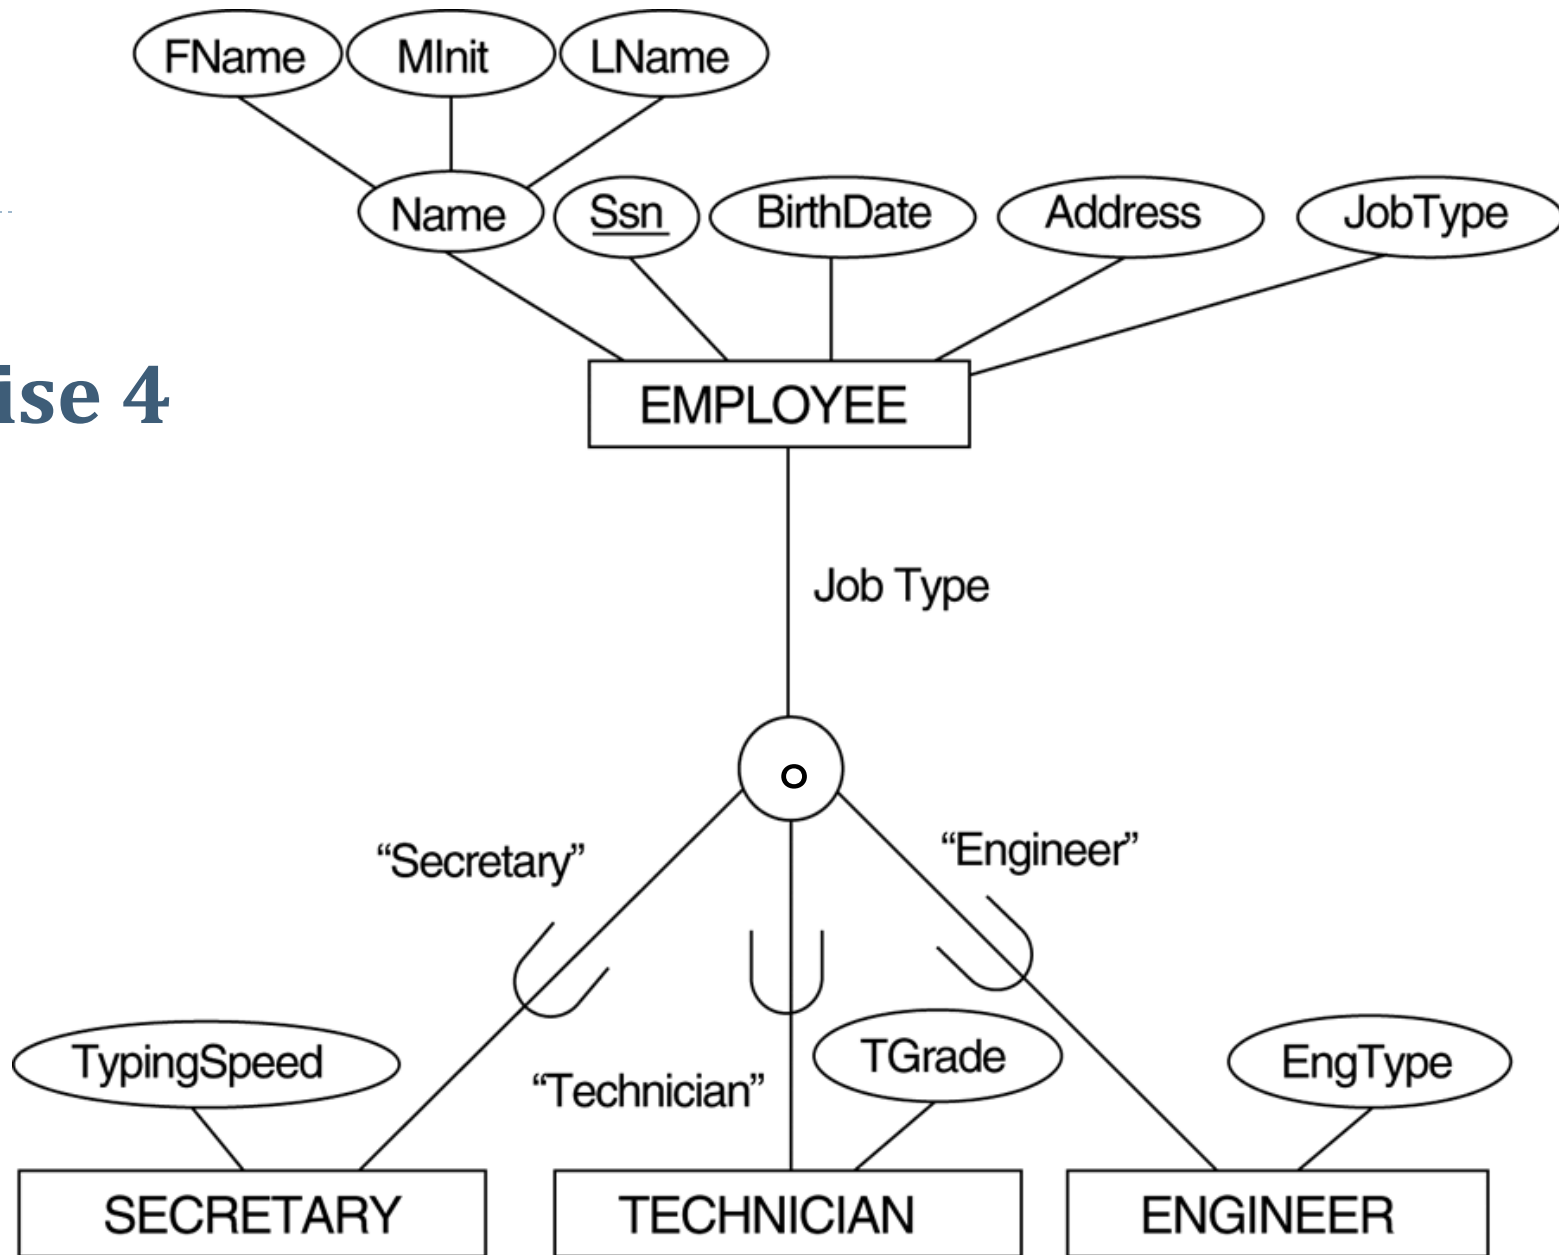 FName MInit LName
Name Ssn BirthDate Address JobType
ise 4
EMPLOYEE
Job Type
o
“Secretary” “Engineer”
TypingSpeed “Technician” TGrade EngType
SECRETARY TECHNICIAN ENGINEER